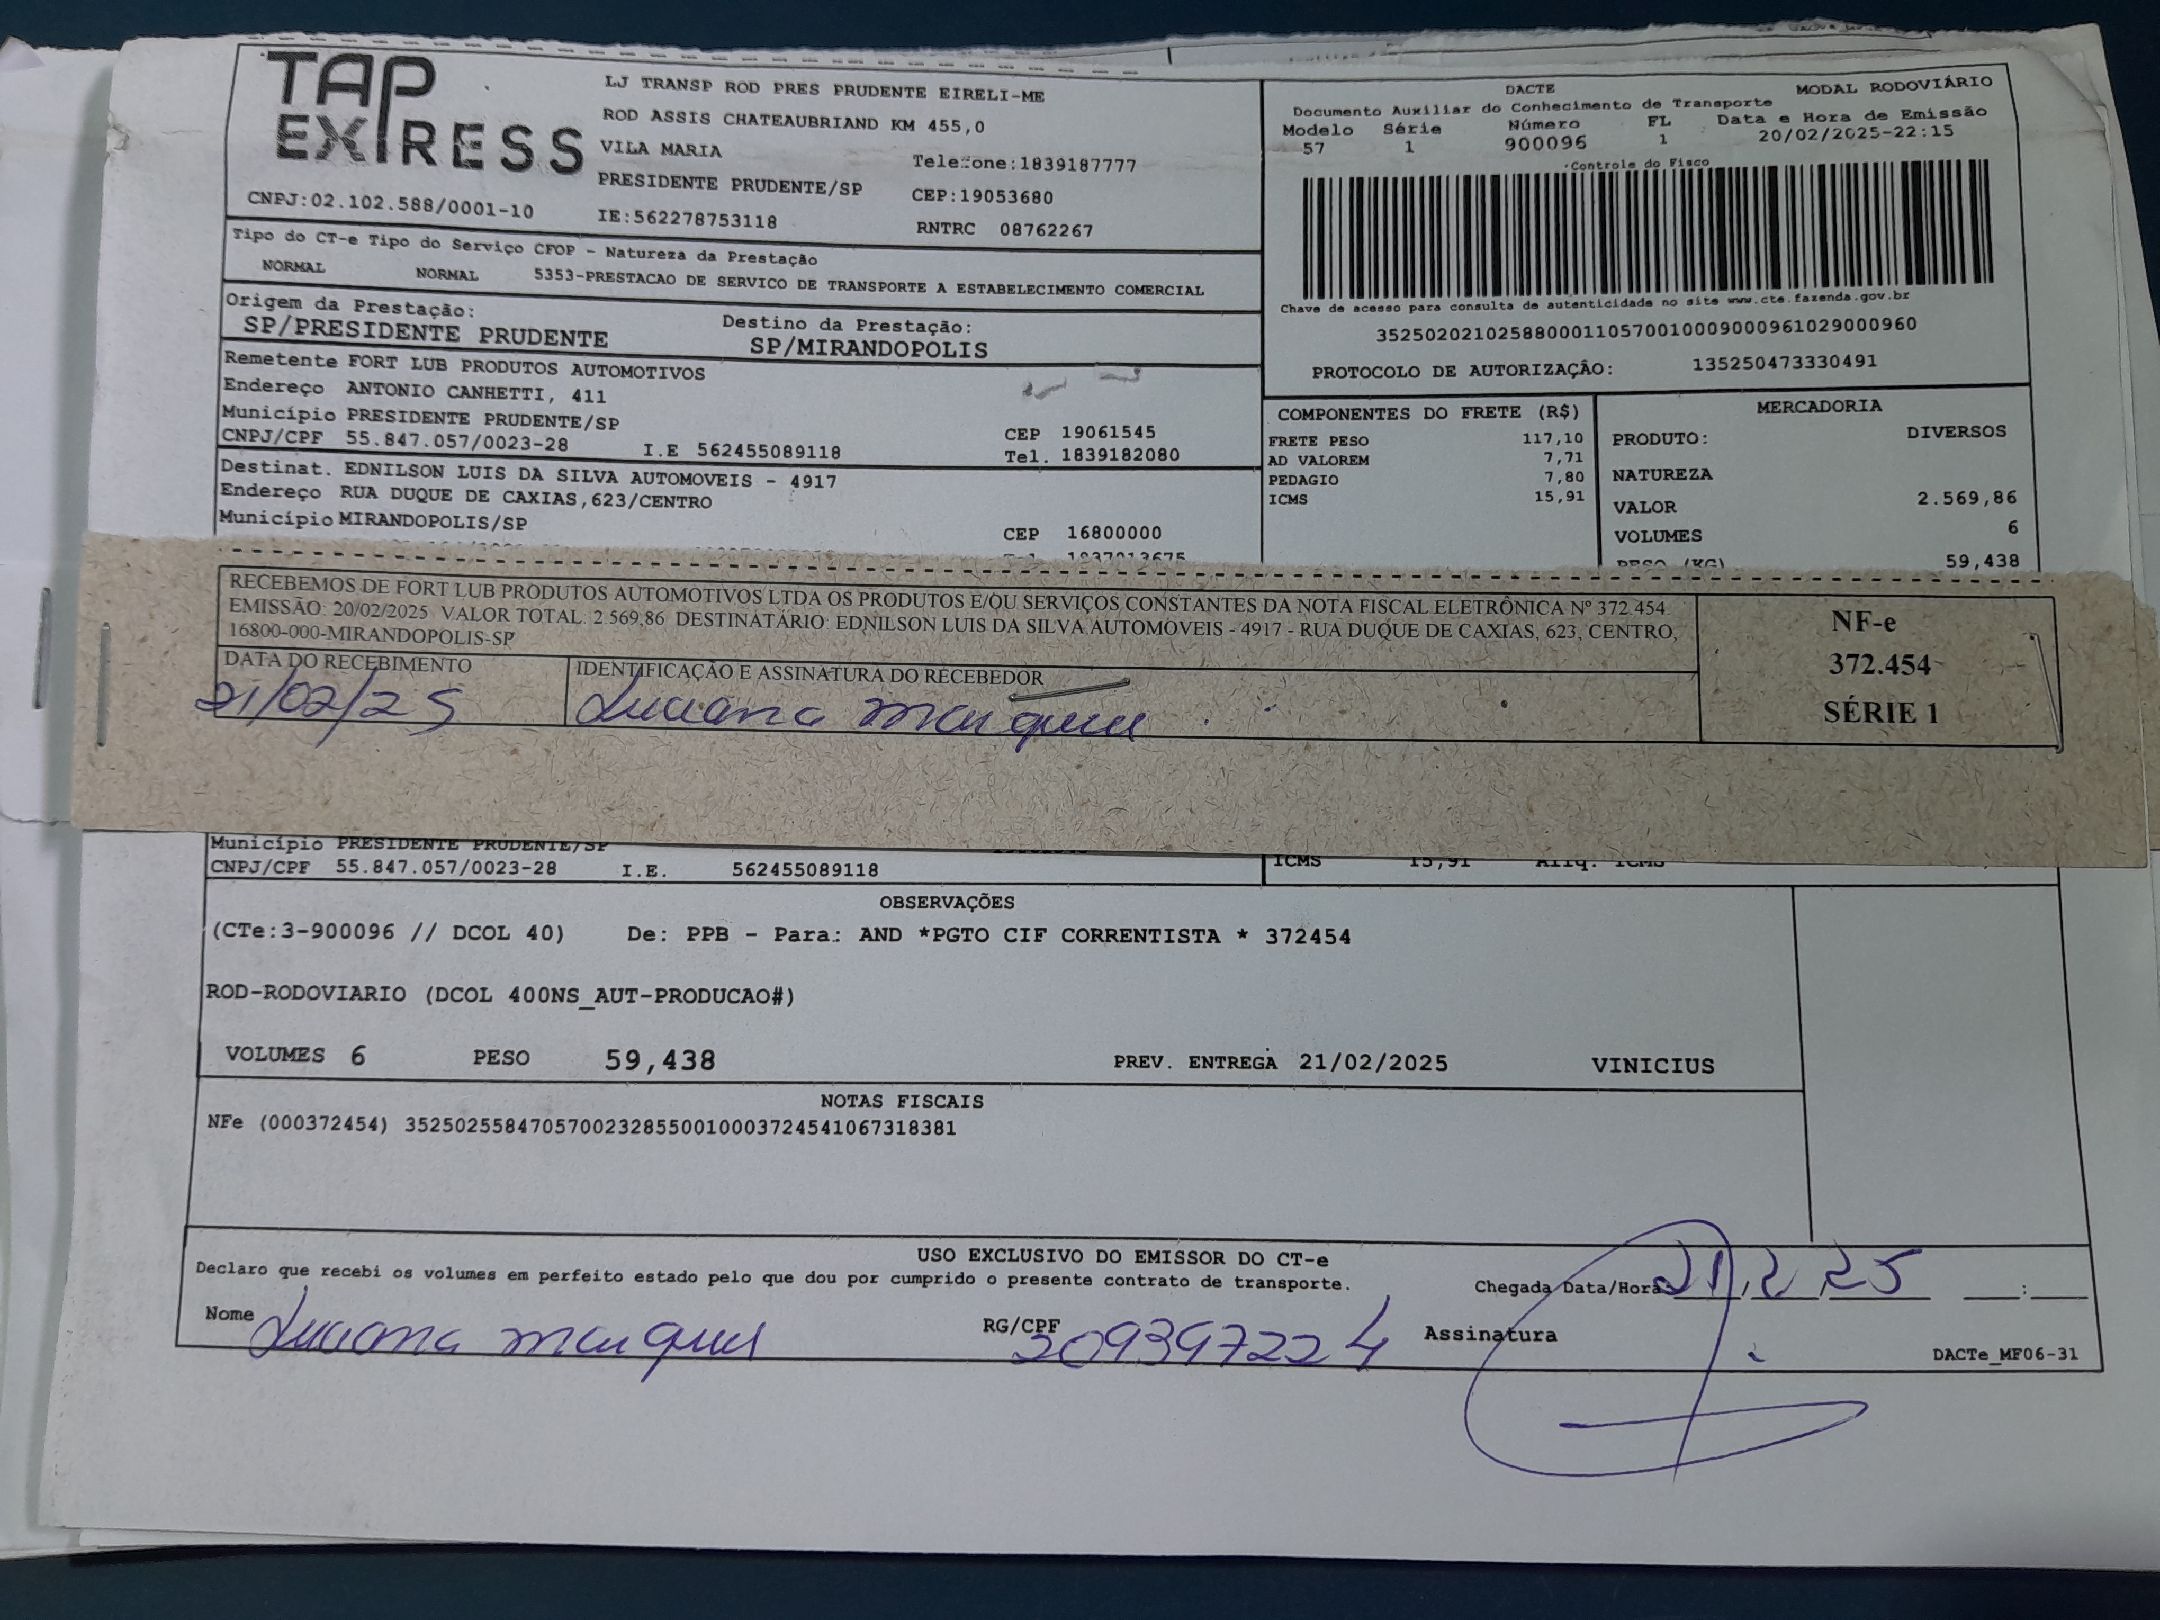 TAP
EXPRESS
CNPJ:02.102.588/0001-10
LJ TRANSP ROD PRES PRUDENTE EIRELI-ME
ROD ASSIS CHATEAUBRIAND KM 455,0
VILA MARIA
Telefone:1839187777
PRESIDENTE PRUDENTE/SP
CEP:19053680
IE:562278753118
RNTRC 08762267
DACTE
MODAL RODOVIÁRIO
Documento Auxiliar do Conhecimento de Transporte
Modelo Série Número FL Data e Hora de Emissão
57 1 900096 1 20/02/2025-22:15
Controle do Fisco
Chave de acesso para consulta de autenticidade no site www.cte.fazenda.gov.br
35250202102588000110570010009000961029000960
PROTOCOLO DE AUTORIZAÇÃO: 135250473330491
Tipo do CT-e Tipo do Serviço CFOP - Natureza da Prestação
NORMAL NORMAL 5353-PRESTACAO DE SERVICO DE TRANSPORTE A ESTABELECIMENTO COMERCIAL
Origem da Prestação: Destino da Prestação:
SP/PRESIDENTE PRUDENTE SP/MIRANDOPOLIS
Remetente FORT LUB PRODUTOS AUTOMOTIVOS
Endereço ANTONIO CANHETTI, 411
Município PRESIDENTE PRUDENTE/SP CEP 19061545
CNPJ/CPF 55.847.057/0023-28 I.E 562455089118 Tel. 1839182080
Destinat. EDNILSON LUIS DA SILVA AUTOMOVEIS - 4917
Endereço RUA DUQUE DE CAXIAS,623/CENTRO
Município MIRANDOPOLIS/SP CEP 16800000
Tel 1837013675
COMPONENTES DO FRETE (R$)
FRETE PESO 117,10
AD VALOREM 7,71
PEDAGIO 7,80
ICMS 15,91
MERCADORIA
PRODUTO: DIVERSOS
NATUREZA
VALOR 2.569,86
VOLUMES 6
PESO (KG) 59,438
RECEBEMOS DE FORT LUB PRODUTOS AUTOMOTIVOS LTDA OS PRODUTOS E/OU SERVIÇOS CONSTANTES DA NOTA FISCAL ELETRÔNICA Nº 372.454
EMISSÃO: 20/02/2025 VALOR TOTAL: 2.569,86 DESTINATÁRIO: EDNILSON LUIS DA SILVA AUTOMOVEIS - 4917 - RUA DUQUE DE CAXIAS, 623, CENTRO,
16800-000-MIRANDOPOLIS-SP
DATA DO RECEBIMENTO IDENTIFICAÇÃO E ASSINATURA DO RECEBEDOR
21/02/25 Luciana marques
NF-e
372.454
SÉRIE 1
Município PRESIDENTE PRUDENTE/SP
CNPJ/CPF 55.847.057/0023-28 I.E. 562455089118
ICMS 15,91 Aliq. ICMS
OBSERVAÇÕES
(CTe:3-900096 // DCOL 40) De: PPB - Para: AND *PGTO CIF CORRENTISTA * 372454
ROD-RODOVIARIO (DCOL 400NS_AUT-PRODUCAO#)
VOLUMES 6 PESO 59,438 PREV. ENTREGA 21/02/2025 VINICIUS
NOTAS FISCAIS
NFe (000372454) 35250255847057002328550010003724541067318381
USO EXCLUSIVO DO EMISSOR DO CT-e
Declaro que recebi os volumes em perfeito estado pelo que dou por cumprido o presente contrato de transporte.
Chegada Data/Hora 21,2,25 :
Nome Luciana marques RG/CPF 209397224 Assinatura
DACTe_MF06-31